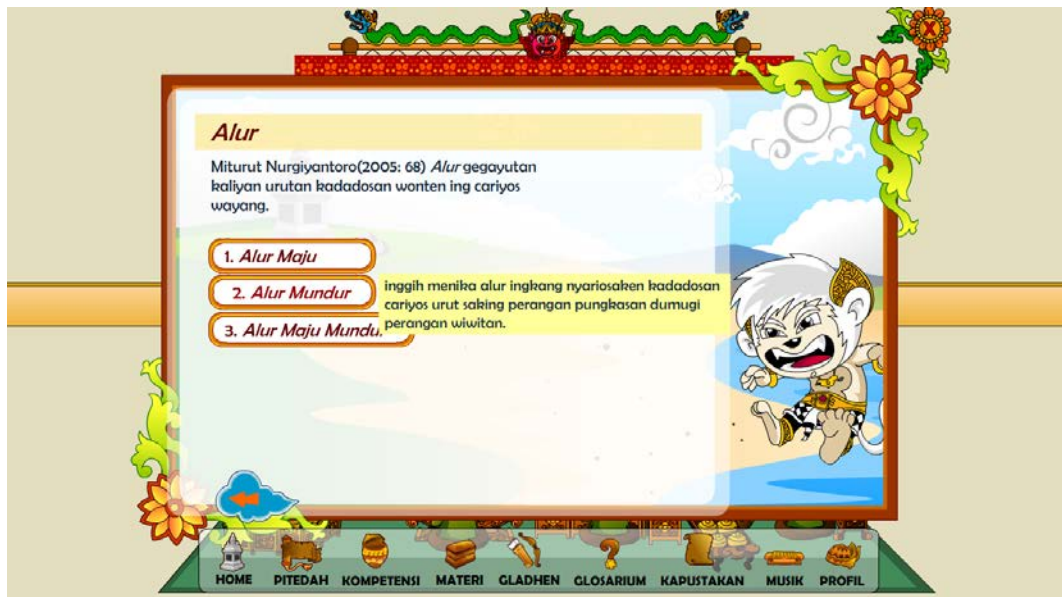 X
Alur
Miturut Nurgiyantoro(2005: 68) Alur gegayutan
kaliyan urutan kadadosan wonten ing cariyos
wayang.
1. Alur Maju
2. Alur Mundur
inggih menika alur ingkang nyariosaken kadadosan
cariyos urut saking perangan pungkasan dumugi
perangan wiwitan.
3. Alur Maju Mundu
HOME PITEDAH KOMPETENSI MATERI GLADHEN GLOSARIUM KAPUSTAKAN MUSIK PROFIL